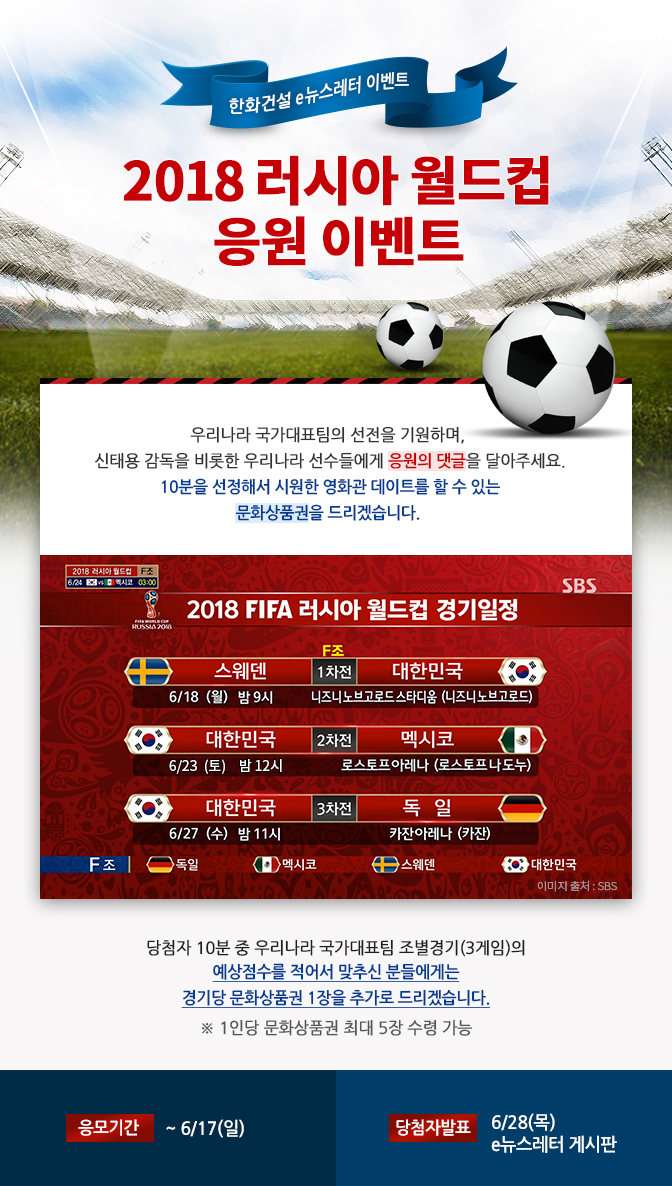 한화건설 e뉴스레터 이벤트
2018 러시아 월드컵
응원 이벤트
우리나라 국가대표팀의 선전을 기원하며,
신태용 감독을 비롯한 우리나라 선수들에게 응원의 댓글을 달아주세요.
10분을 선정해서 시원한 영화관 데이트를 할 수 있는
문화상품권을 드리겠습니다.
2018 러시아 월드컵 F조
6/24 vs 멕시코 03:00
SBS
FIFA WORLD CUP
RUSSIA 2018
2018 FIFA 러시아 월드컵 경기일정
F조
스웨덴 1차전 대한민국
6/18 (월) 밤 9시 니즈니노브고로드스타디움 (니즈니노브고로드)
대한민국 2차전 멕시코
6/23 (토) 밤 12시 로스토프아레나 (로스토프나도누)
대한민국 3차전 독 일
6/27 (수) 밤 11시 카잔아레나 (카잔)
F 조 독일 멕시코 스웨덴 대한민국
이미지 출처 : SBS
당첨자 10분 중 우리나라 국가대표팀 조별경기(3게임)의
예상점수를 적어서 맞추신 분들에게는
경기당 문화상품권 1장을 추가로 드리겠습니다.
※ 1인당 문화상품권 최대 5장 수령 가능
응모기간 ~ 6/17(일)
당첨자발표 6/28(목)
e뉴스레터 게시판